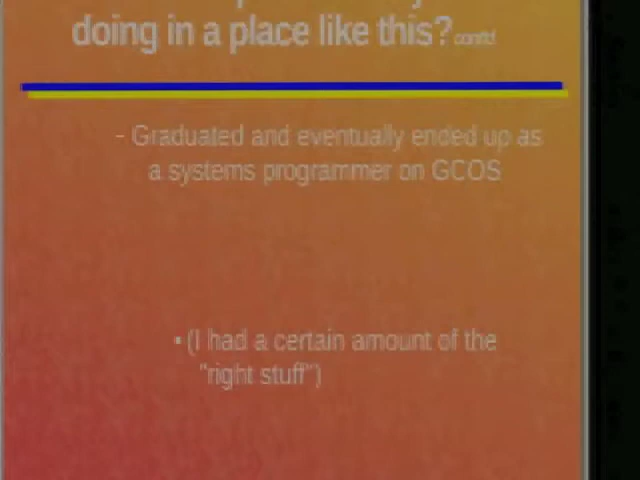 doing in a place like this? contd
– Graduated and eventually ended up as
a systems programmer on GCOS
• (I had a certain amount of the
"right stuff")